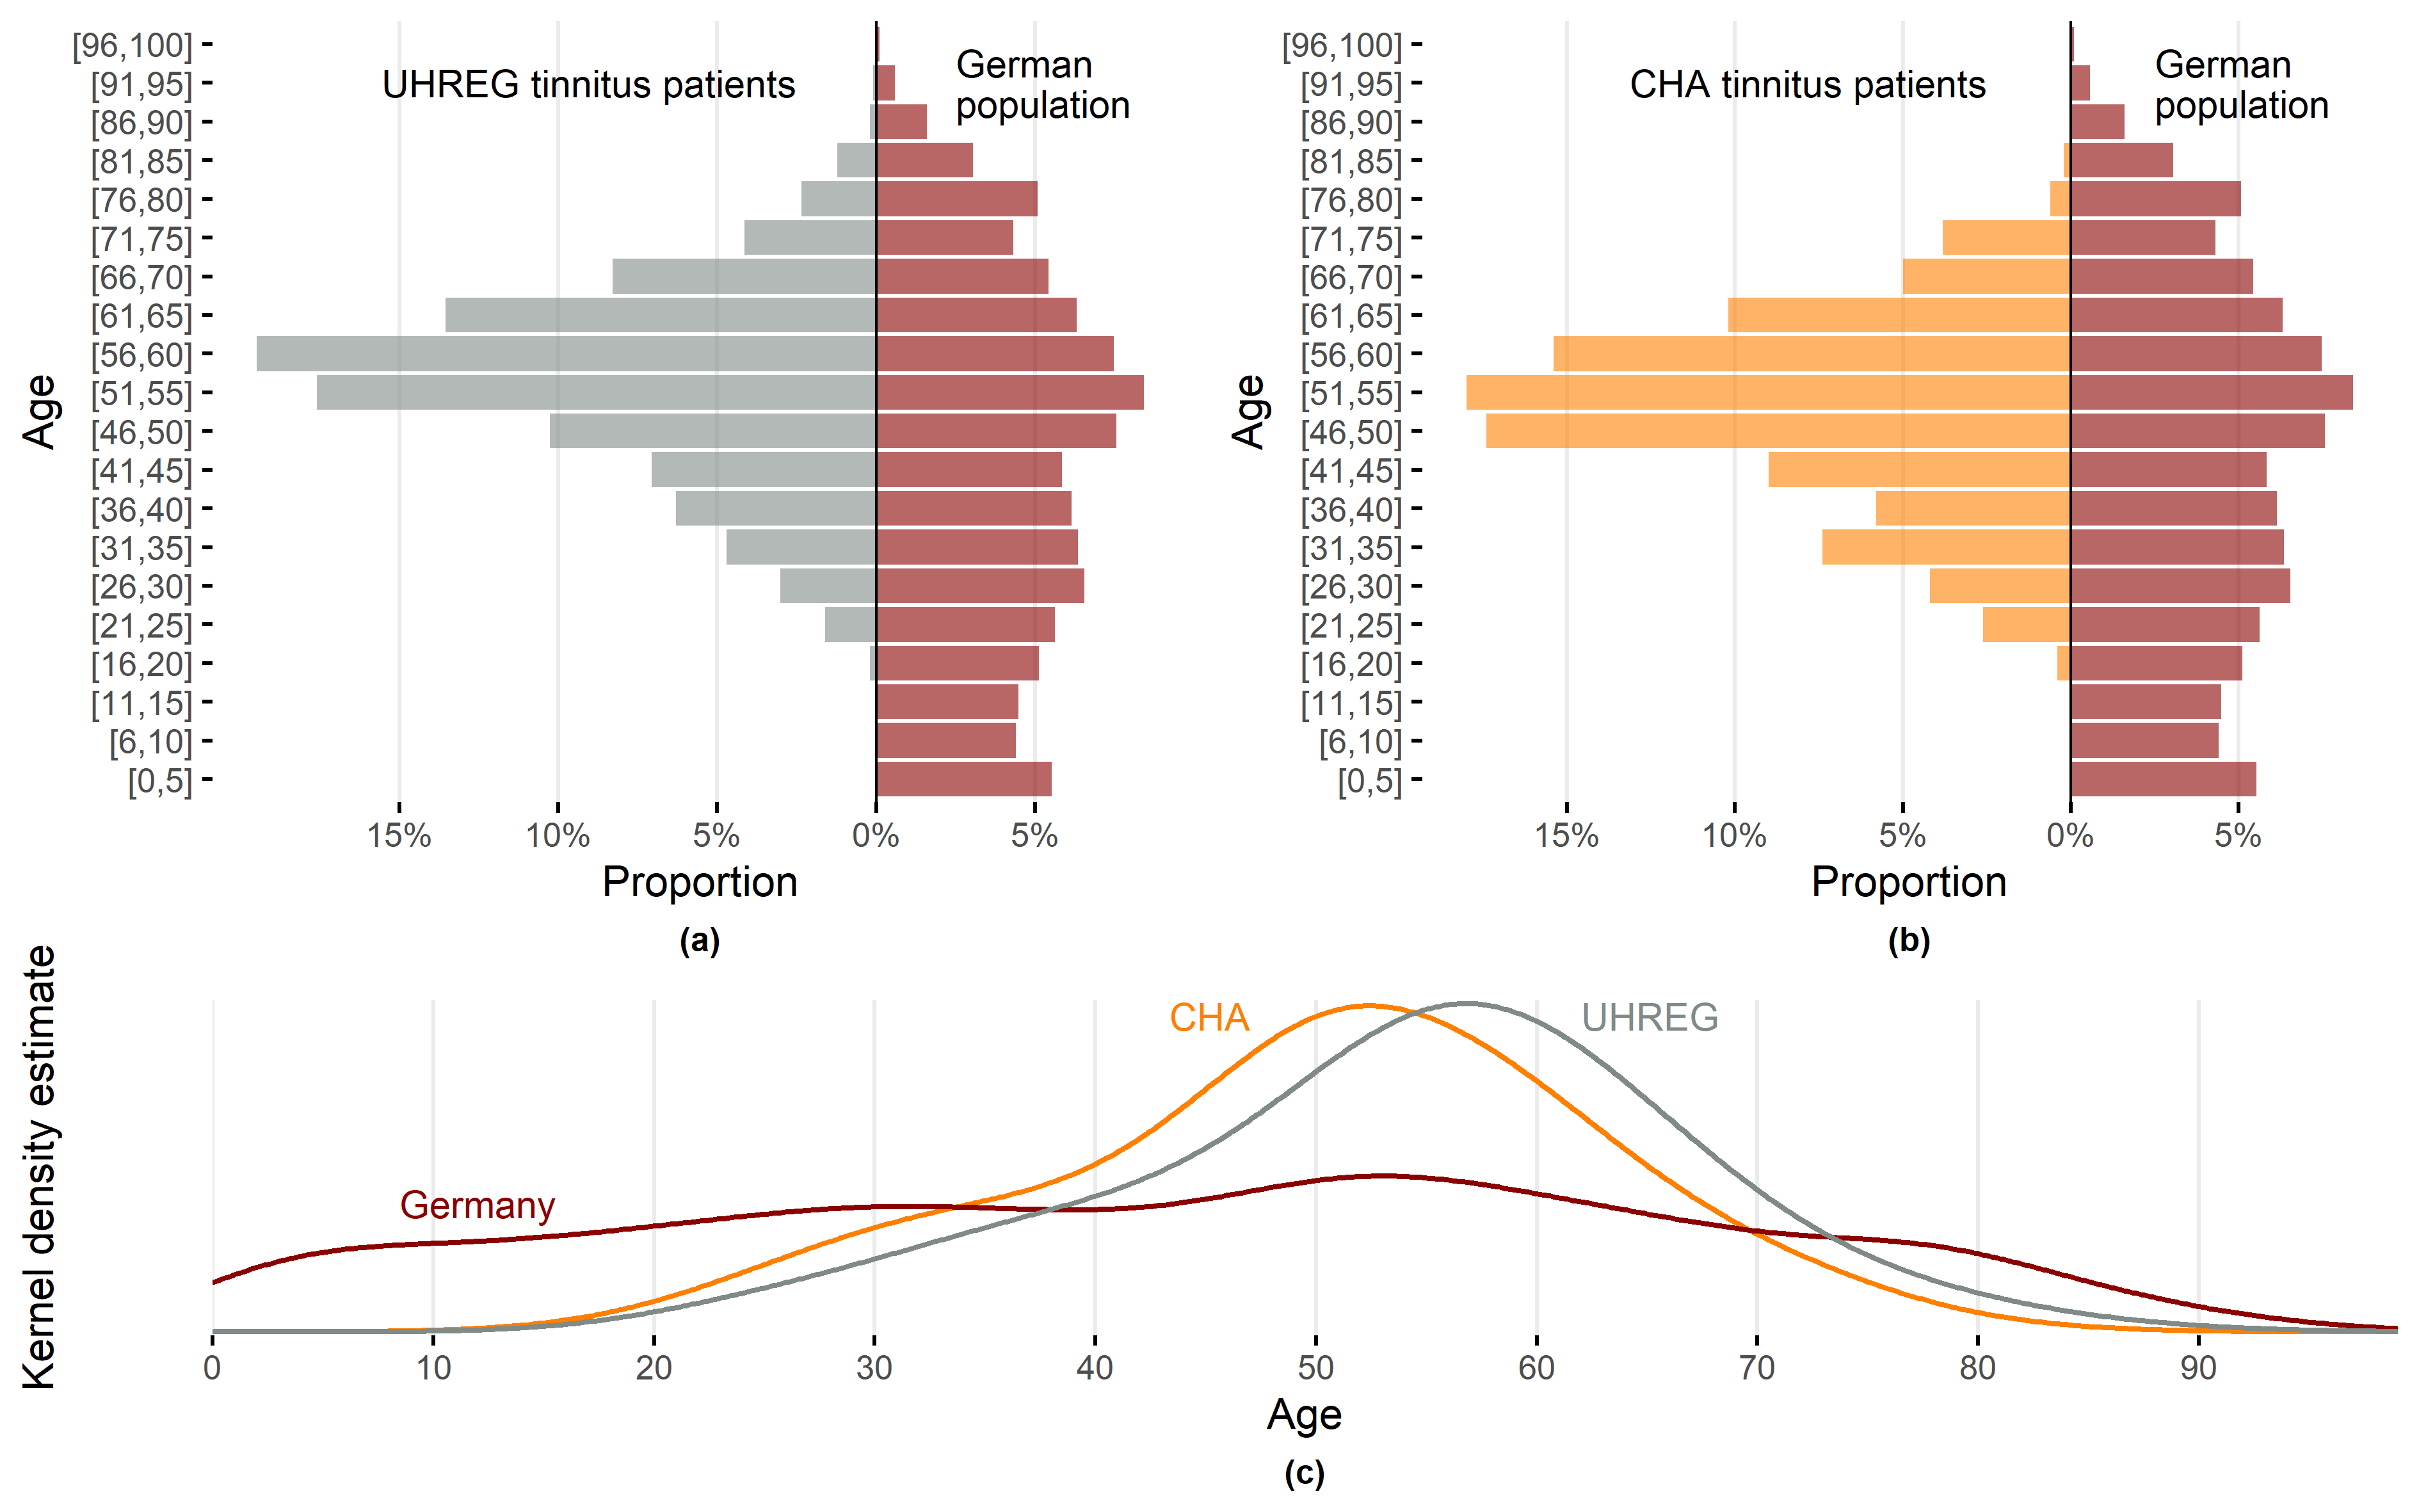 [96,100]
[91,95]
[86,90]
[81,85]
[76,80]
[71,75]
[66,70]
[61,65]
[56,60]
[51,55]
[46,50]
[41,45]
[36,40]
[31,35]
[26,30]
[21,25]
[16,20]
[11,15]
[6,10]
[0,5]
Age
UHREG tinnitus patients
German
population
15% 10% 5% 0% 5%
Proportion
(a)
[96,100]
[91,95]
[86,90]
[81,85]
[76,80]
[71,75]
[66,70]
[61,65]
[56,60]
[51,55]
[46,50]
[41,45]
[36,40]
[31,35]
[26,30]
[21,25]
[16,20]
[11,15]
[6,10]
[0,5]
Age
CHA tinnitus patients
German
population
15% 10% 5% 0% 5%
Proportion
(b)
Kernel density estimate
CHA
UHREG
Germany
0 10 20 30 40 50 60 70 80 90
Age
(c)